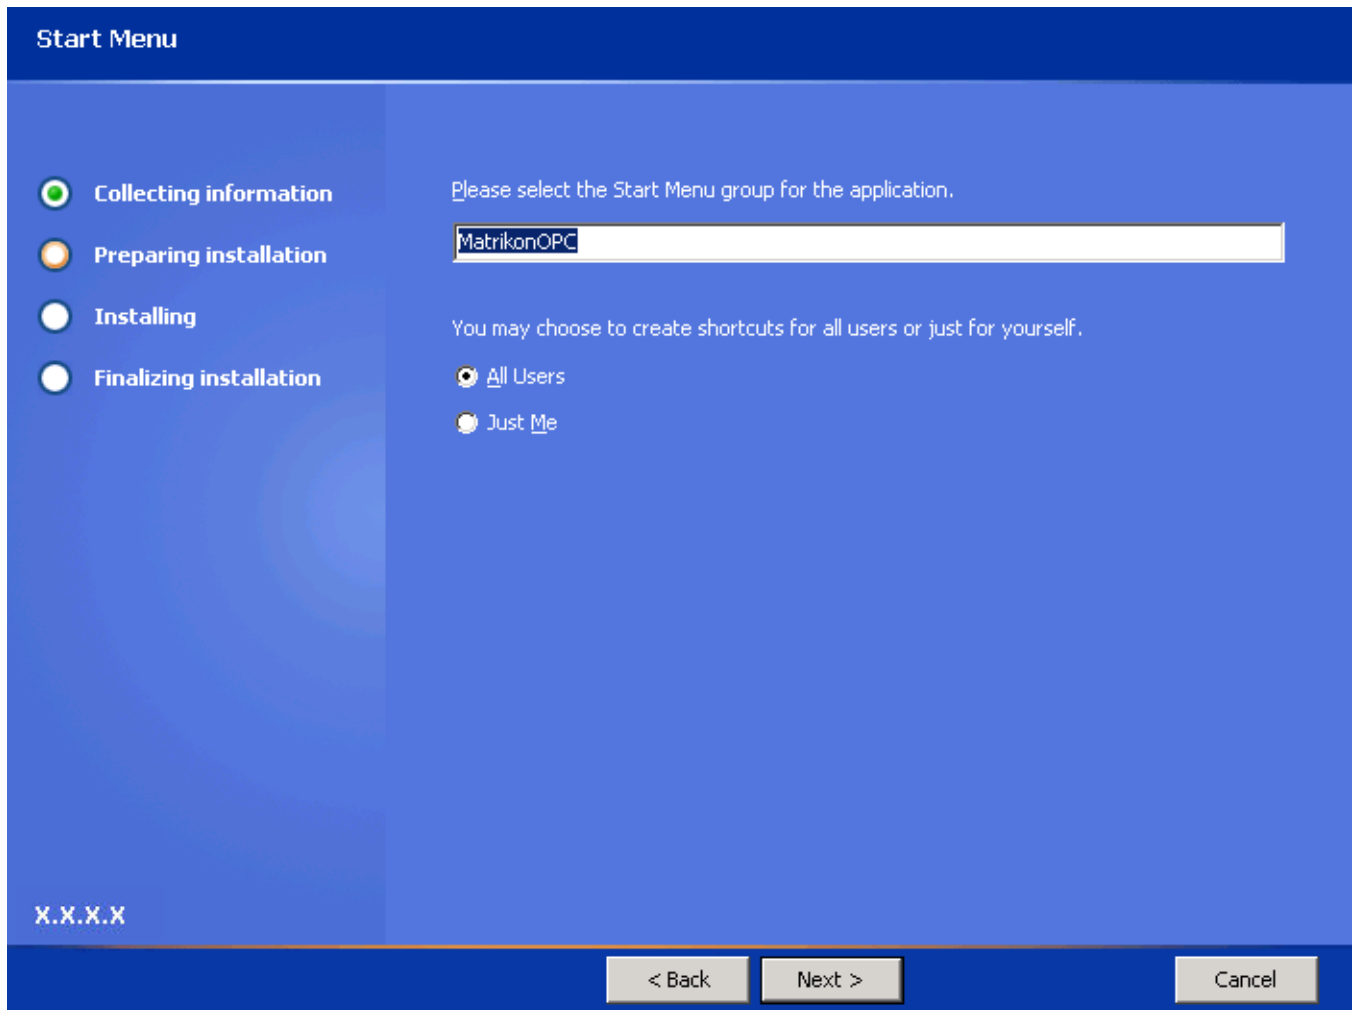 Start Menu
Collecting information
Preparing installation
Installing
Finalizing installation
Please select the Start Menu group for the application.
MatrikonOPC
You may choose to create shortcuts for all users or just for yourself.
All Users
Just Me
X.X.X.X
< Back
Next >
Cancel